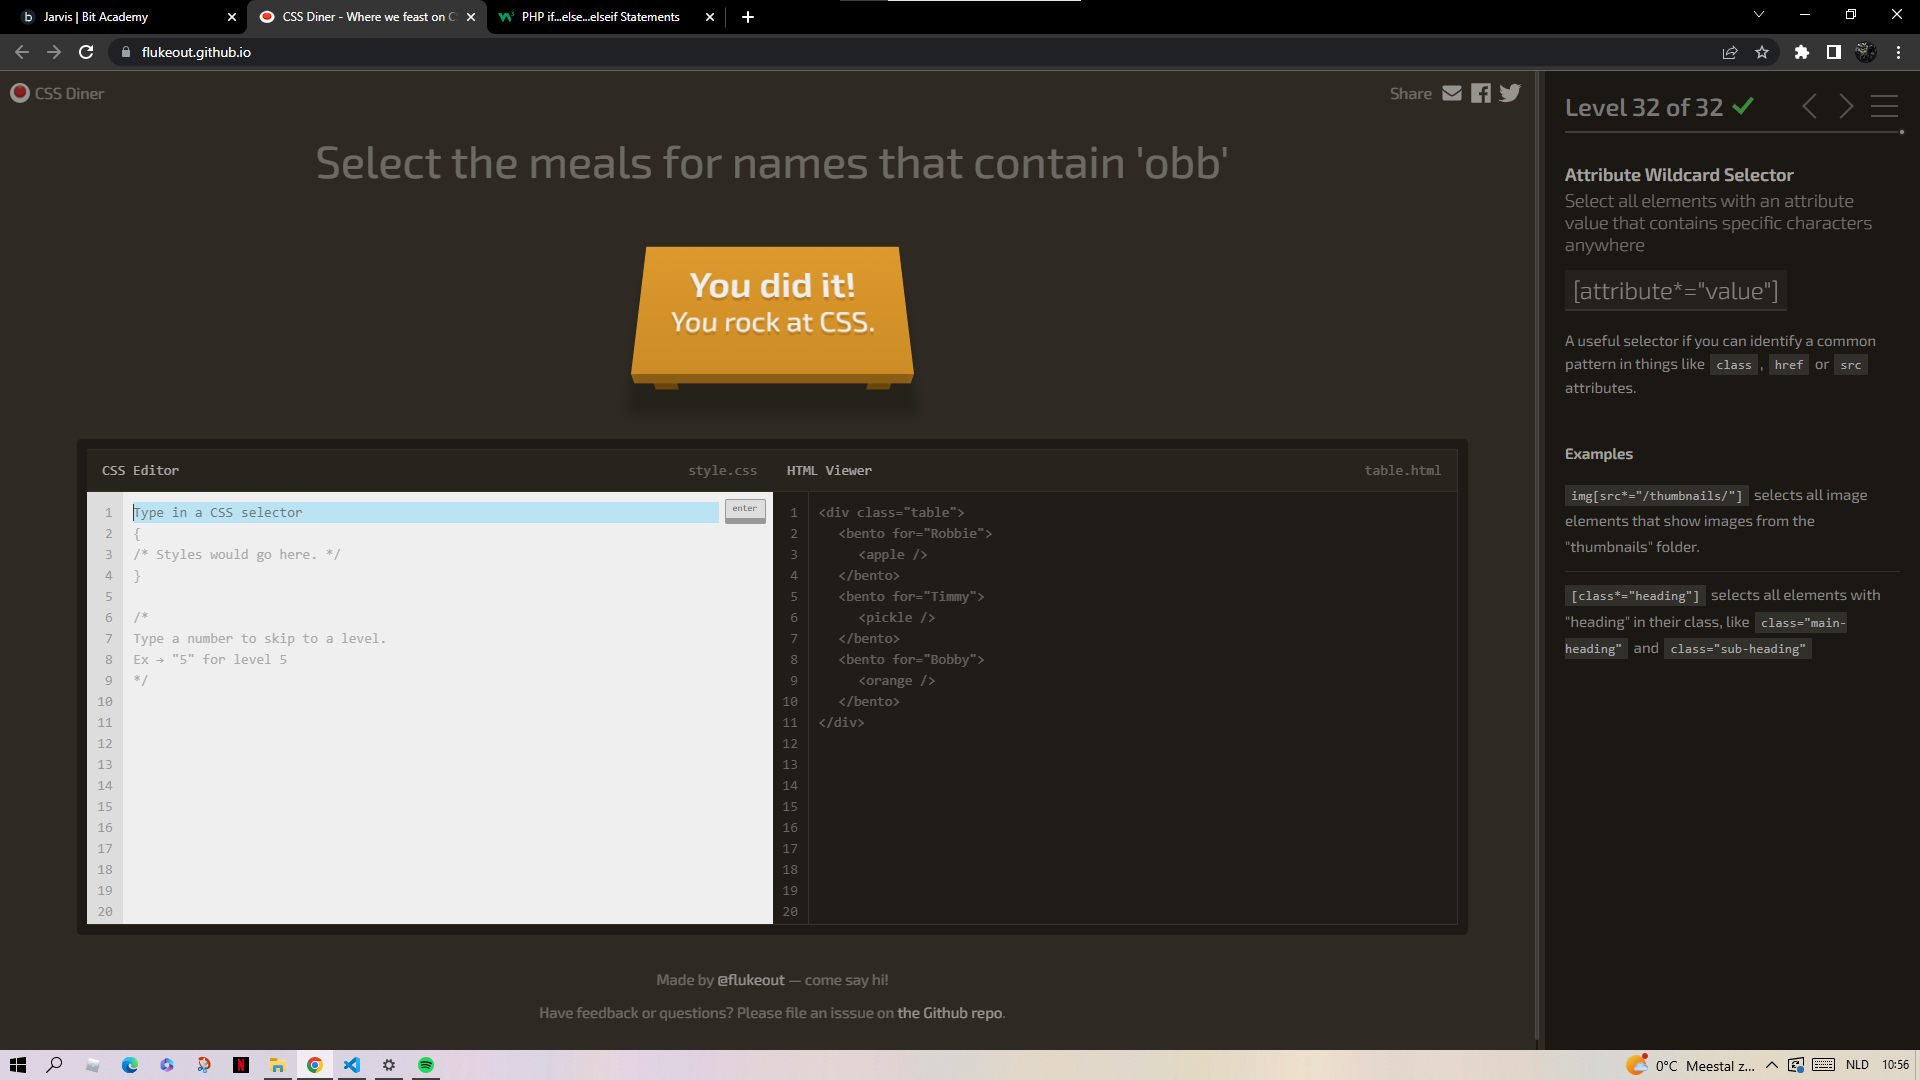 Jarvis | Bit Academy
CSS Diner - Where we feast on C
PHP if...else...elseif Statements
flukeout.github.io
CSS Diner
Share
Select the meals for names that contain 'obb'
You did it!
You rock at CSS.
CSS Editor
style.css
HTML Viewer
table.html
1
2
3
4
5
6
7
8
9
10
11
12
13
14
15
16
17
18
19
20
Type in a CSS selector
enter
{
/* Styles would go here. */
}
/*
Type a number to skip to a level.
Ex → "5" for level 5
*/
1
2
3
4
5
6
7
8
9
10
11
12
13
14
15
16
17
18
19
20
<div class="table">
<bento for="Robbie">
<apple />
</bento>
<bento for="Timmy">
<pickle />
</bento>
<bento for="Bobby">
<orange />
</bento>
</div>
Made by @flukeout — come say hi!
Have feedback or questions? Please file an isssue on the Github repo.
Level 32 of 32
Attribute Wildcard Selector
Select all elements with an attribute
value that contains specific characters
anywhere
[attribute*="value"]
A useful selector if you can identify a common
pattern in things like class , href or src
attributes.
Examples
img[src*="/thumbnails/"] selects all image
elements that show images from the
"thumbnails" folder.
[class*="heading"] selects all elements with
"heading" in their class, like class="main-
heading" and class="sub-heading"
0°C Meestal z...
NLD
10:56